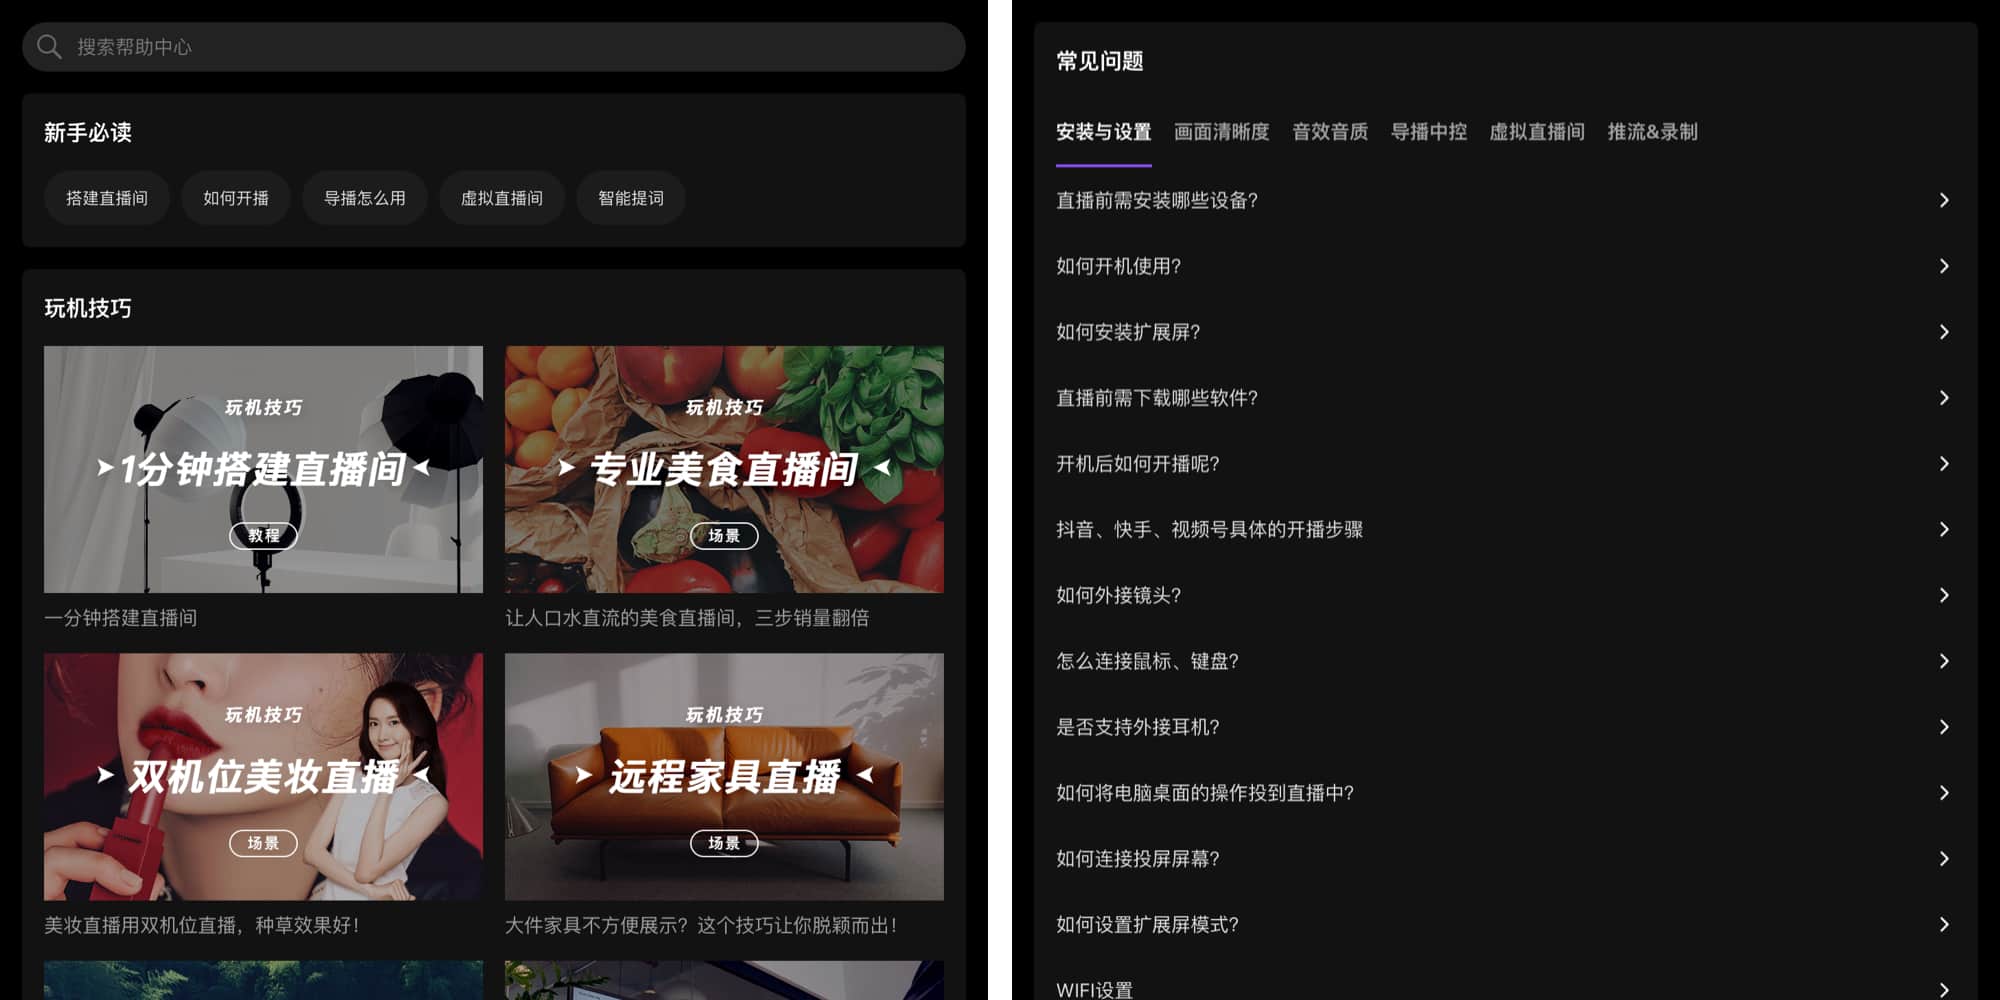 搜索帮助中心
新手必读
搭建直播间 如何开播 导播怎么用 虚拟直播间 智能提词
玩机技巧
玩机技巧
1分钟搭建直播间
教程
一分钟搭建直播间
玩机技巧
专业美食直播间
场景
让人口水直流的美食直播间，三步销量翻倍
玩机技巧
双机位美妆直播
场景
美妆直播用双机位直播，种草效果好！
玩机技巧
远程家具直播
场景
大件家具不方便展示？这个技巧让你脱颖而出！
常见问题
安装与设置 画面清晰度 音效音质 导播中控 虚拟直播间 推流&录制
直播前需安装哪些设备?
如何开机使用?
如何安装扩展屏?
直播前需下载哪些软件?
开机后如何开播呢?
抖音、快手、视频号具体的开播步骤
如何外接镜头?
怎么连接鼠标、键盘?
是否支持外接耳机?
如何将电脑桌面的操作投到直播中?
如何连接投屏屏幕?
如何设置扩展屏模式?
WIFI设置